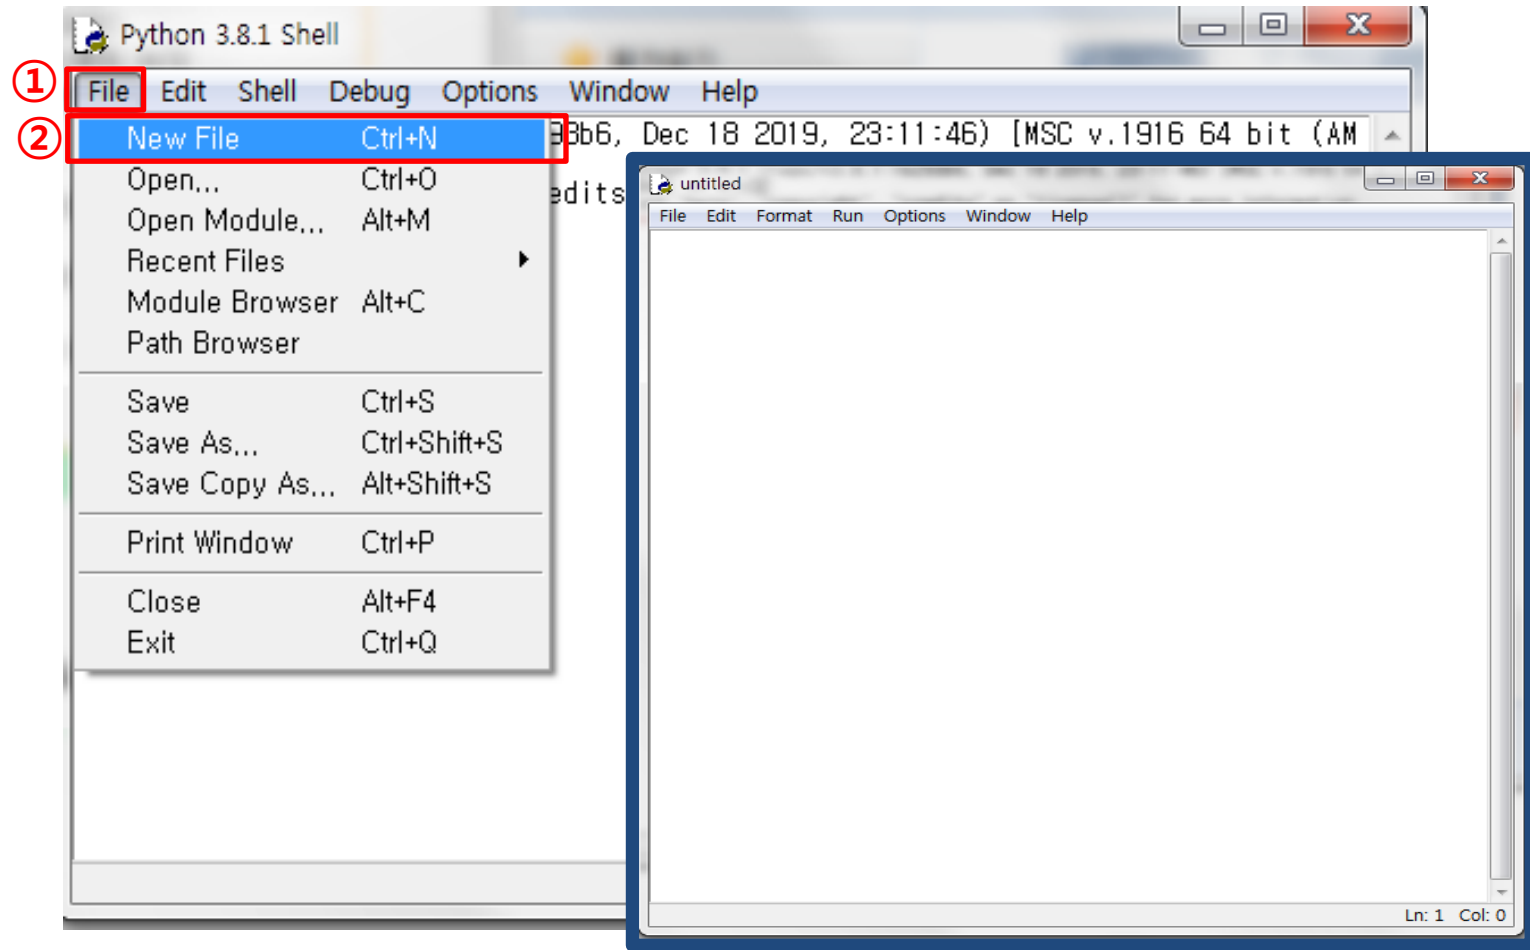 Python 3.8.1 Shell
①
File Edit Shell Debug Options Window Help
②
New File Ctrl+N
93b6, Dec 18 2019, 23:11:46) [MSC v.1916 64 bit (AM
Open... Ctrl+O
edits
Open Module... Alt+M
Recent Files
Module Browser Alt+C
Path Browser
Save Ctrl+S
Save As... Ctrl+Shift+S
Save Copy As... Alt+Shift+S
Print Window Ctrl+P
Close Alt+F4
Exit Ctrl+Q
untitled
File Edit Format Run Options Window Help
Ln: 1 Col: 0